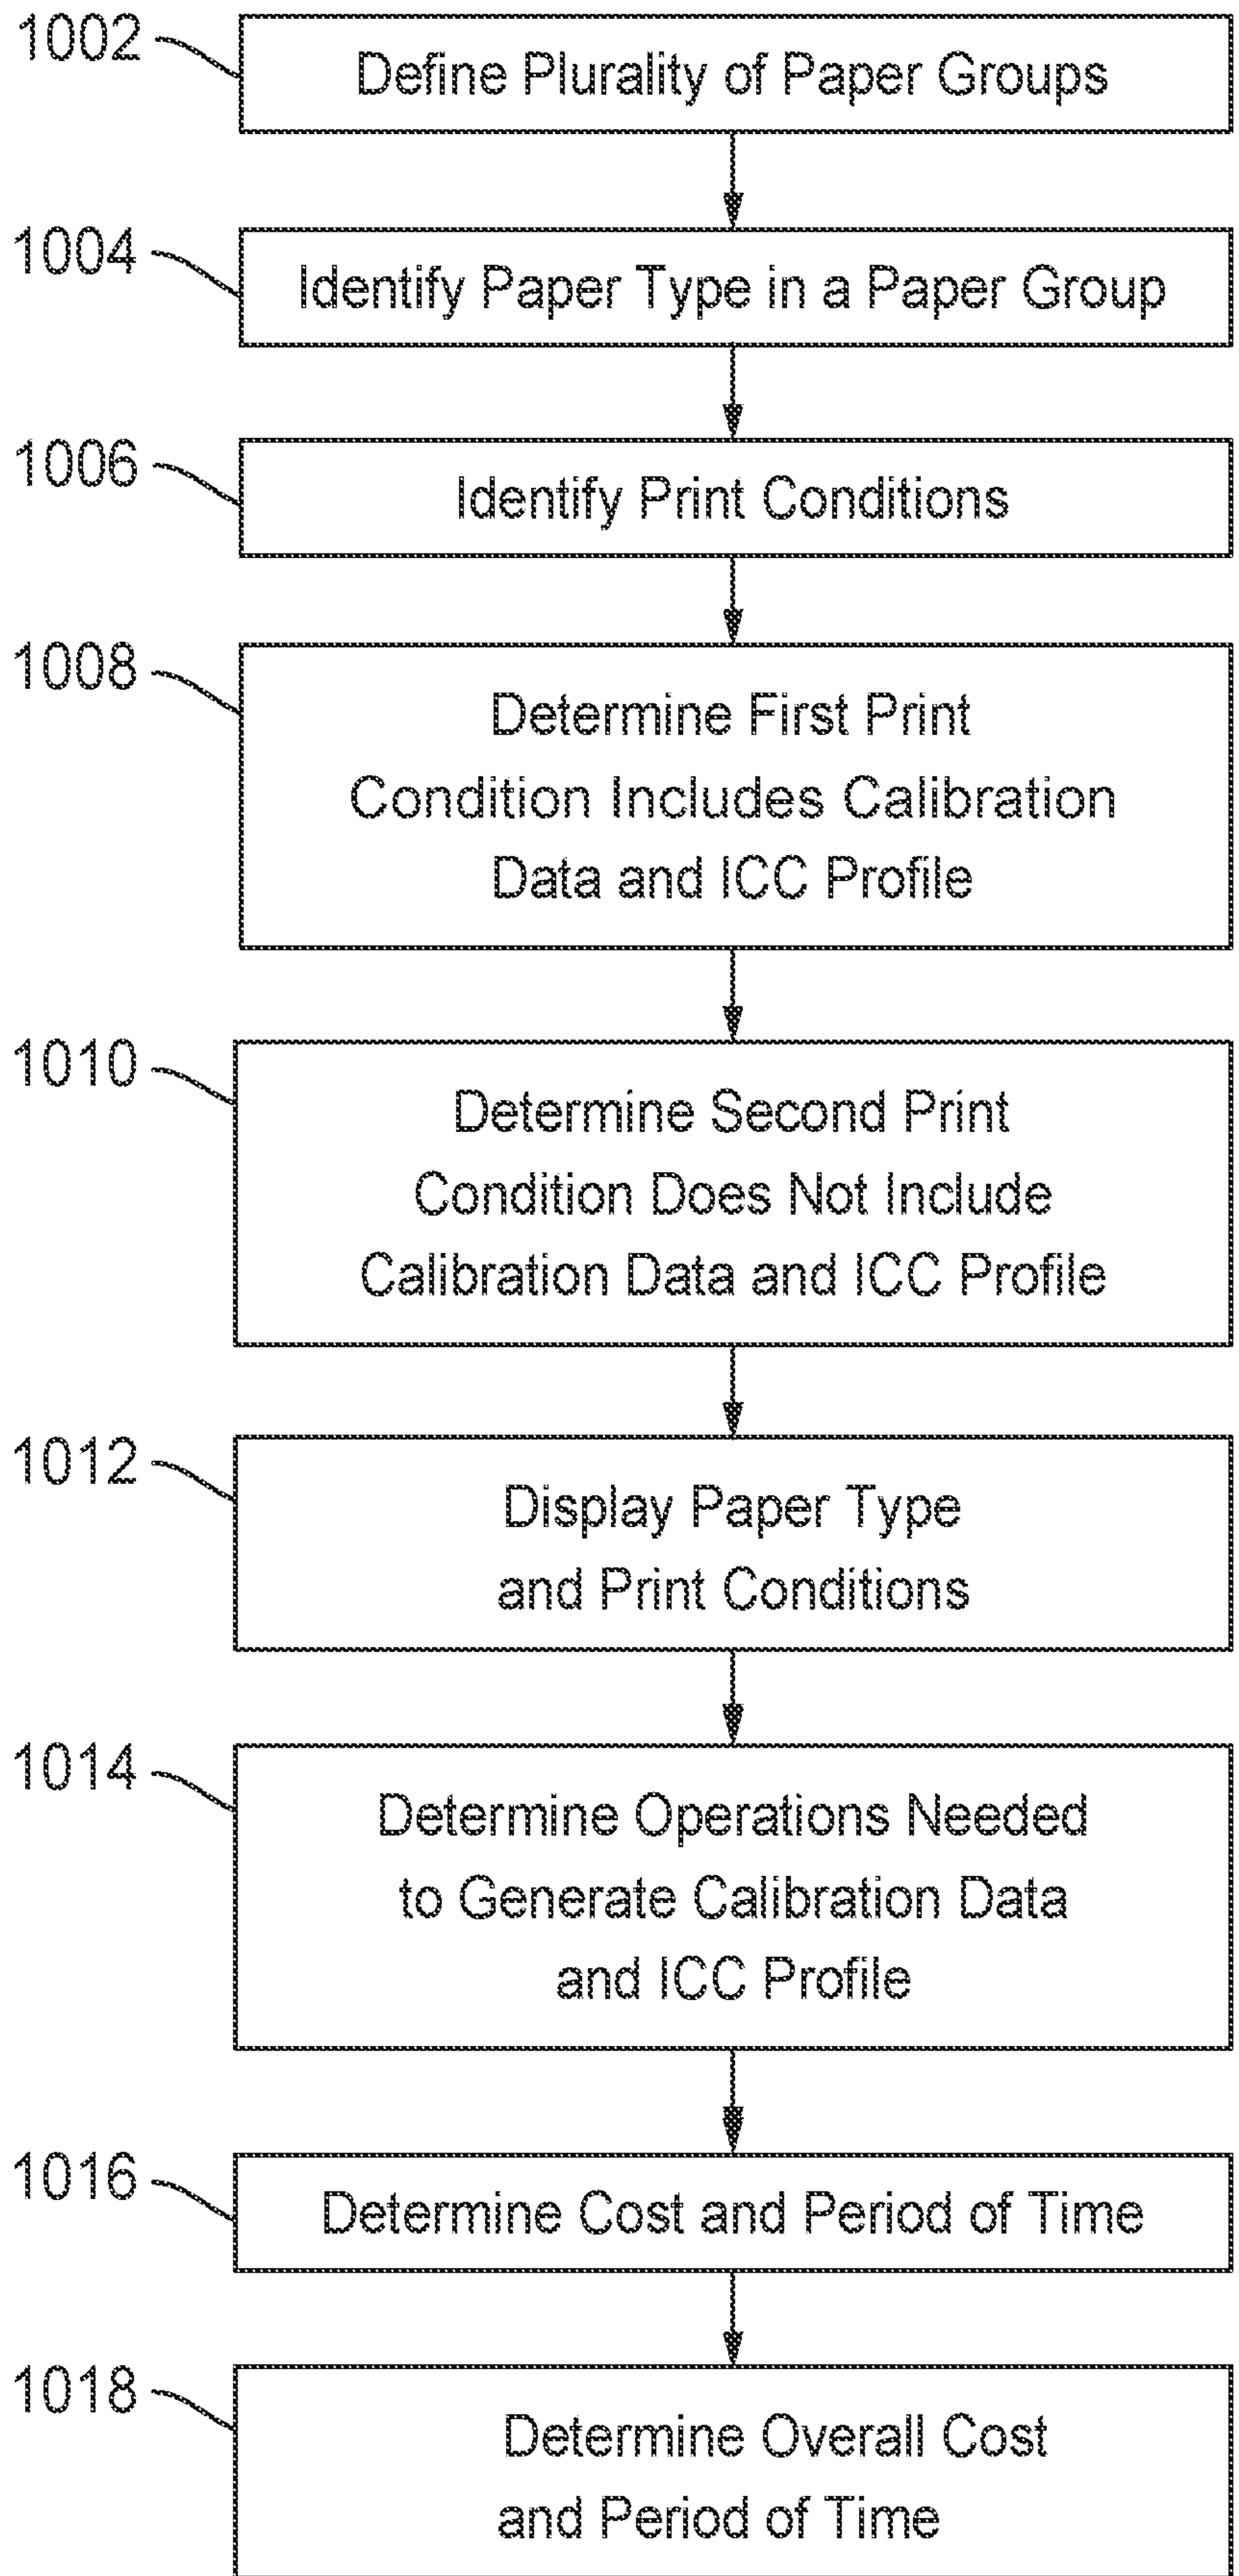 1002
Define Plurality of Paper Groups
1004
Identify Paper Type in a Paper Group
1006
Identify Print Conditions
1008
Determine First Print
Condition Includes Calibration
Data and ICC Profile
1010
Determine Second Print
Condition Does Not Include
Calibration Data and ICC Profile
1012
Display Paper Type
and Print Conditions
1014
Determine Operations Needed
to Generate Calibration Data
and ICC Profile
1016
Determine Cost and Period of Time
1018
Determine Overall Cost
and Period of Time